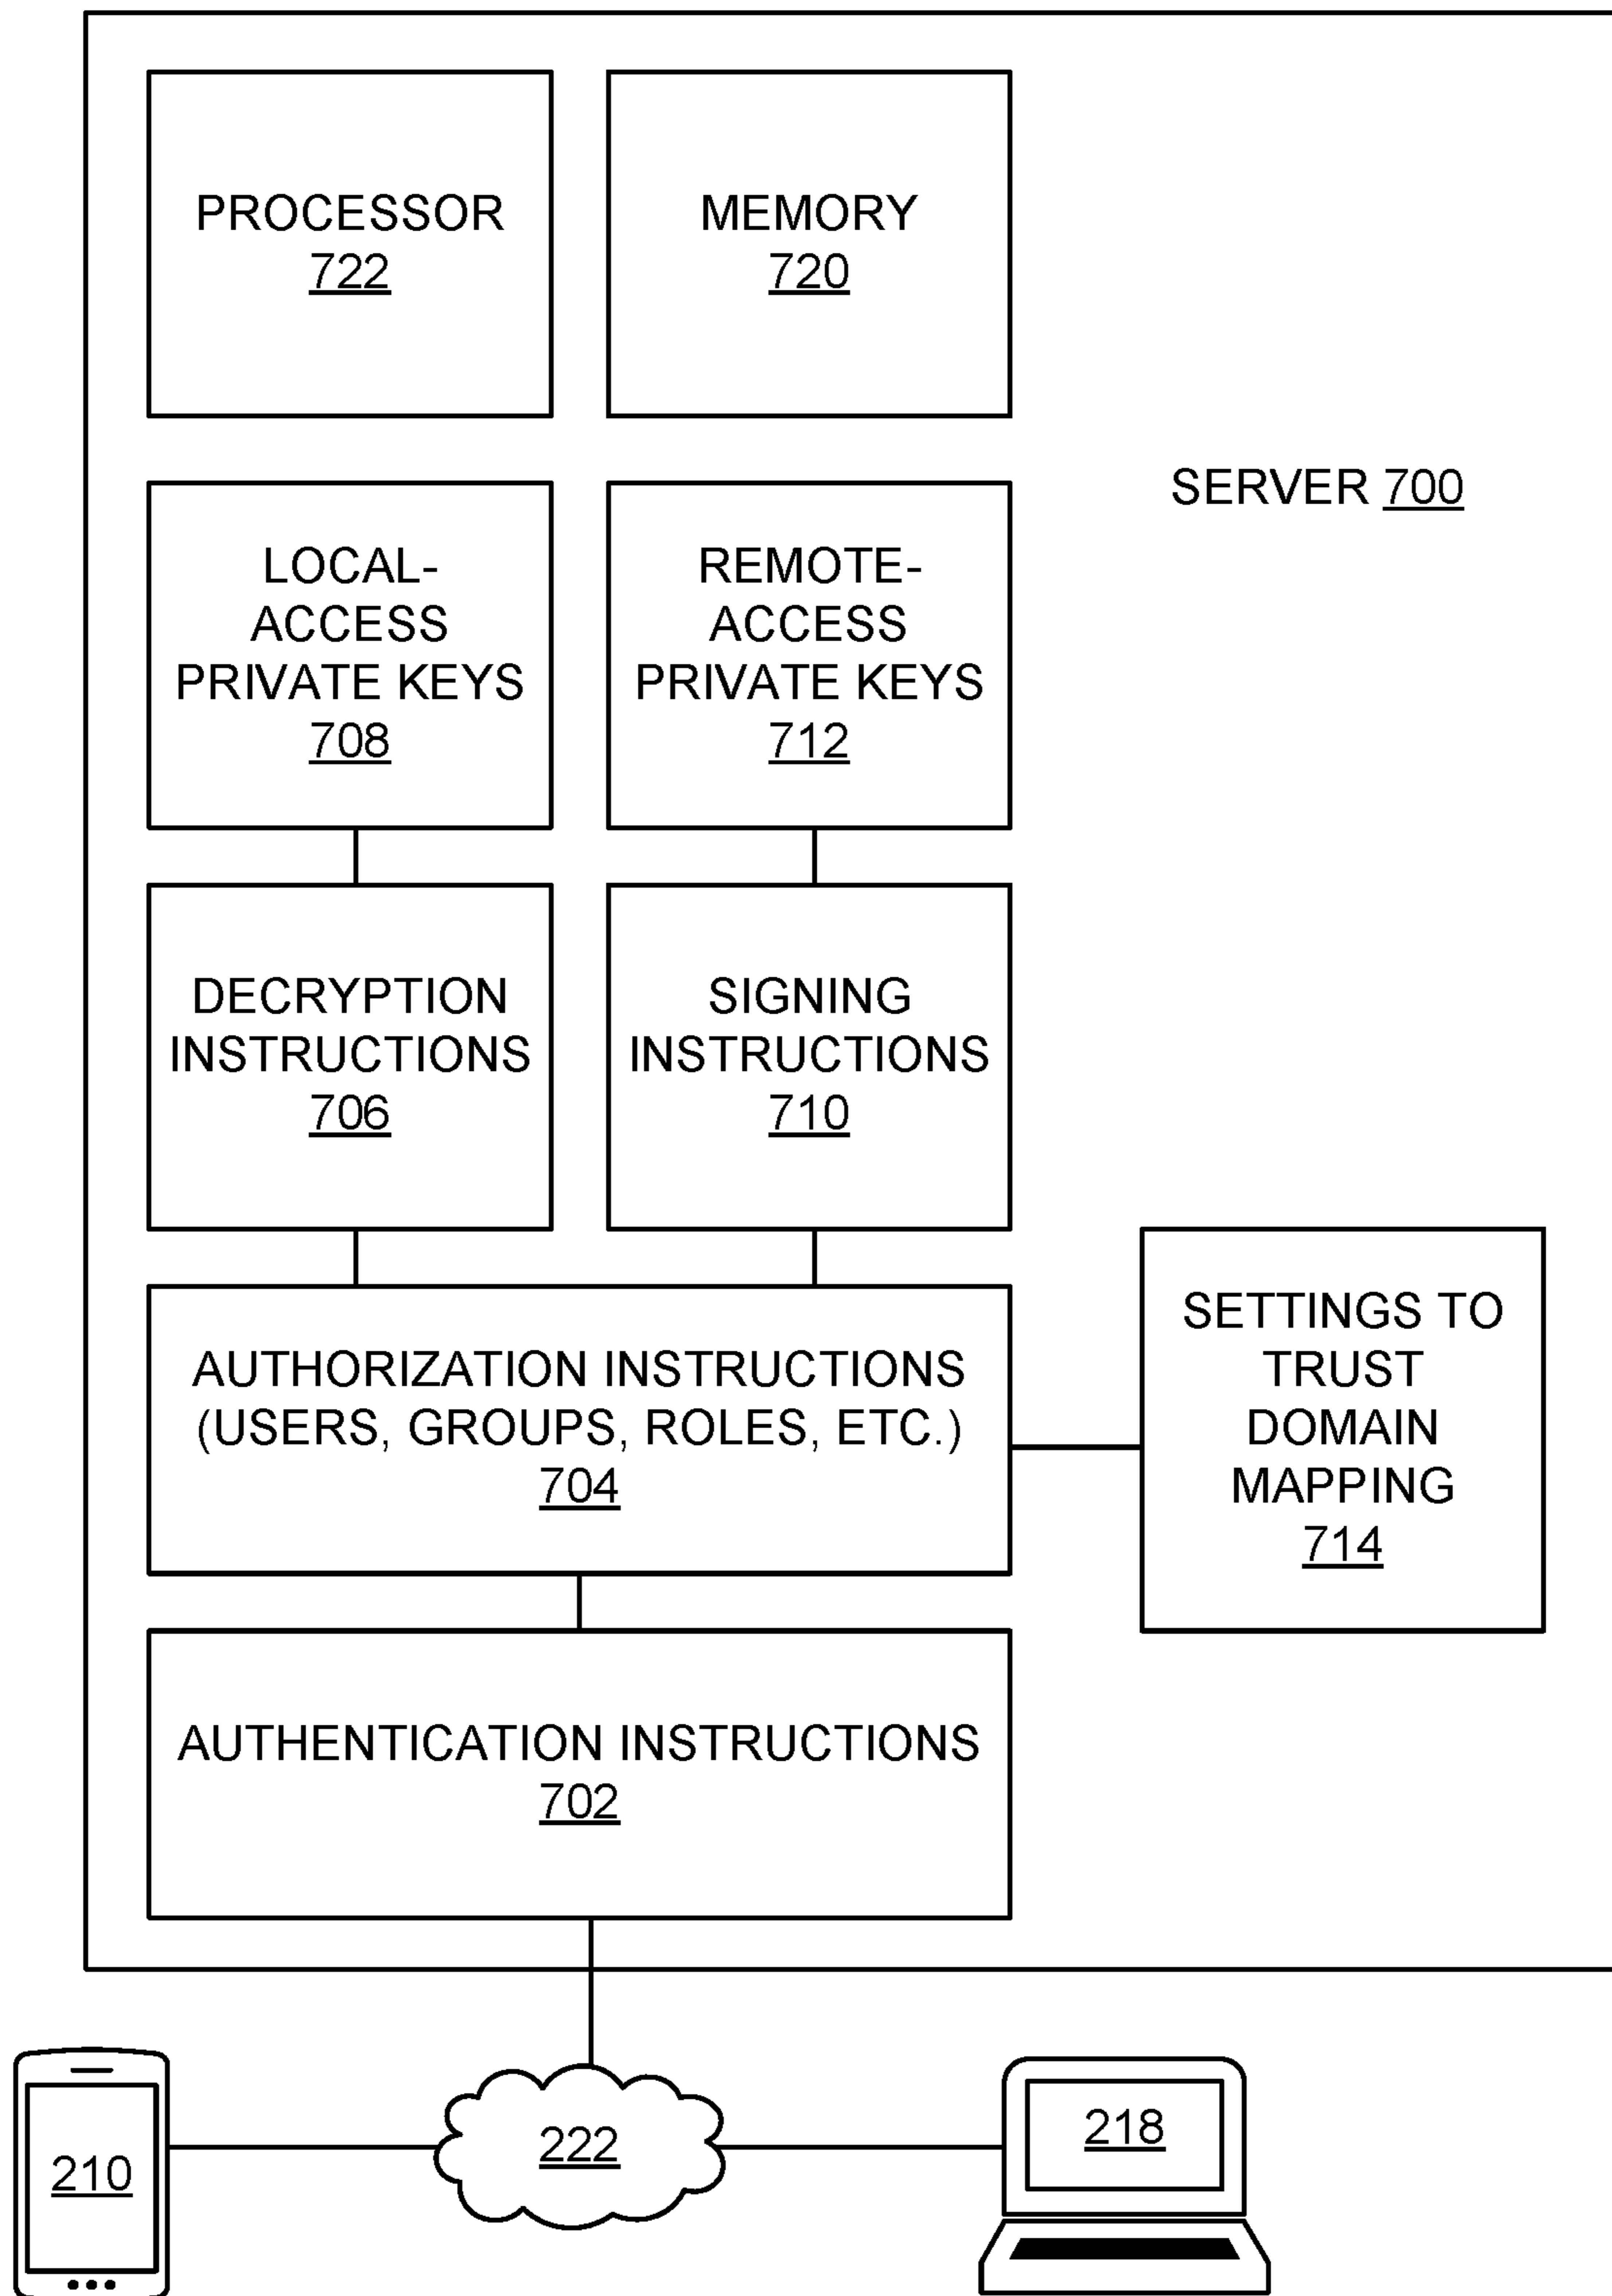 PROCESSOR
722
MEMORY
720
SERVER 700
LOCAL-
ACCESS
PRIVATE KEYS
708
REMOTE-
ACCESS
PRIVATE KEYS
712
DECRYPTION
INSTRUCTIONS
706
SIGNING
INSTRUCTIONS
710
AUTHORIZATION INSTRUCTIONS
(USERS, GROUPS, ROLES, ETC.)
704
SETTINGS TO
TRUST
DOMAIN
MAPPING
714
AUTHENTICATION INSTRUCTIONS
702
210
222
218